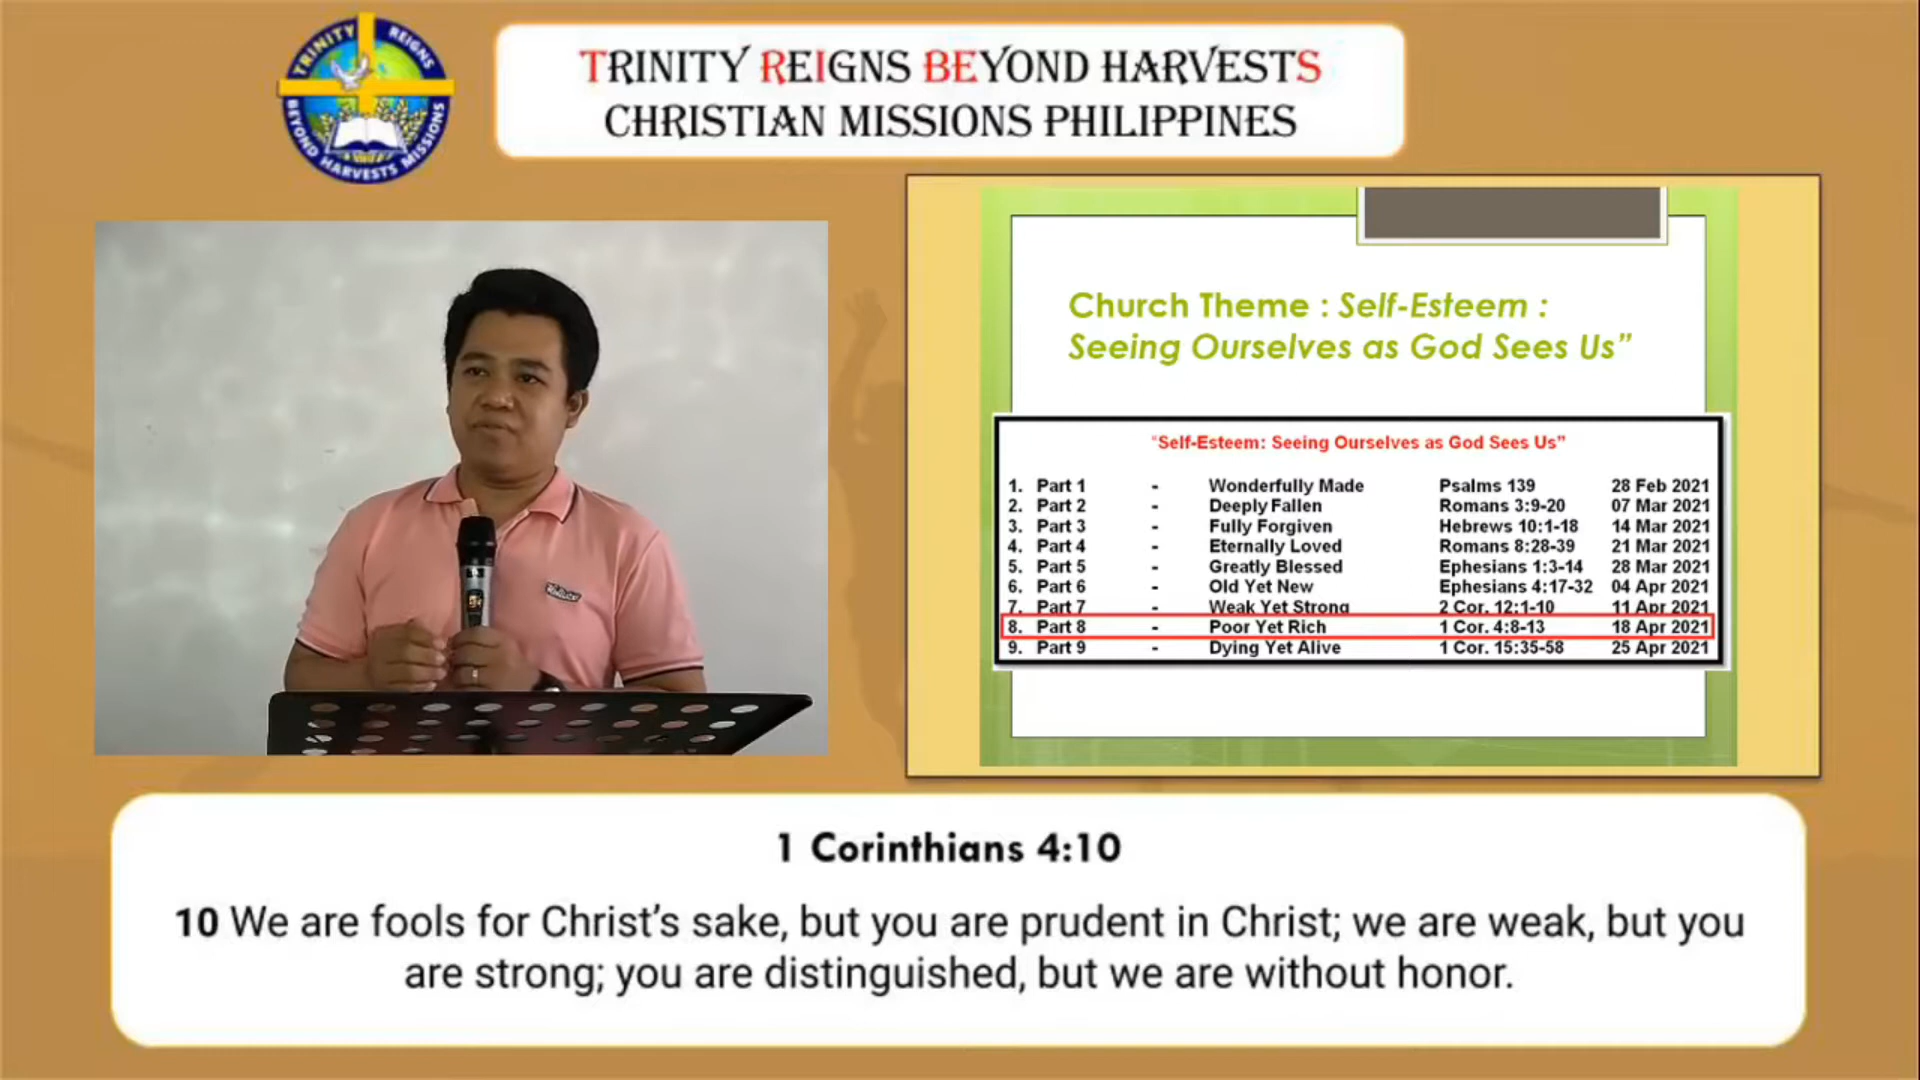 TRINITY REIGNS
BEYOND HARVESTS MISSIONS
TRINITY REIGNS BEYOND HARVESTS
CHRISTIAN MISSIONS PHILIPPINES
Church Theme : Self-Esteem :
Seeing Ourselves as God Sees Us”
“Self-Esteem: Seeing Ourselves as God Sees Us”
1. Part 1 - Wonderfully Made Psalms 139 28 Feb 2021
2. Part 2 - Deeply Fallen Romans 3:9-20 07 Mar 2021
3. Part 3 - Fully Forgiven Hebrews 10:1-18 14 Mar 2021
4. Part 4 - Eternally Loved Romans 8:28-39 21 Mar 2021
5. Part 5 - Greatly Blessed Ephesians 1:3-14 28 Mar 2021
6. Part 6 - Old Yet New Ephesians 4:17-32 04 Apr 2021
7. Part 7 - Weak Yet Strong 2 Cor. 12:1-10 11 Apr 2021
8. Part 8 - Poor Yet Rich 1 Cor. 4:8-13 18 Apr 2021
9. Part 9 - Dying Yet Alive 1 Cor. 15:35-58 25 Apr 2021
1 Corinthians 4:10
10 We are fools for Christ’s sake, but you are prudent in Christ; we are weak, but you
are strong; you are distinguished, but we are without honor.